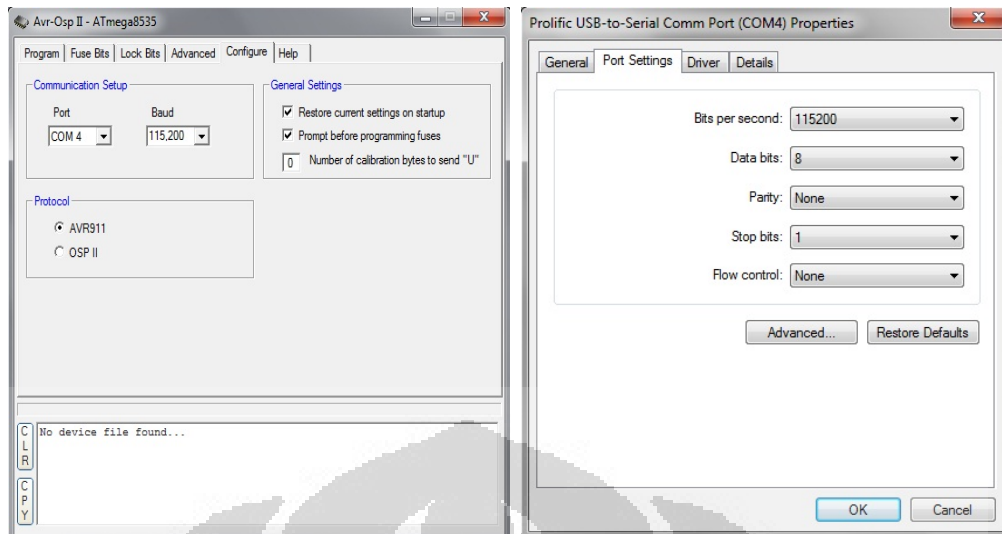 Avr-Osp II - ATmega8535
Program Fuse Bits Lock Bits Advanced Configure Help
Communication Setup
Port Baud
COM 4 115,200
General Settings
Restore current settings on startup
Prompt before programming fuses
0 Number of calibration bytes to send "U"
Protocol
AVR911
OSP II
CLR
CPY
No device file found...
Prolific USB-to-Serial Comm Port (COM4) Properties
General Port Settings Driver Details
Bits per second: 115200
Data bits: 8
Parity: None
Stop bits: 1
Flow control: None
Advanced... Restore Defaults
OK Cancel